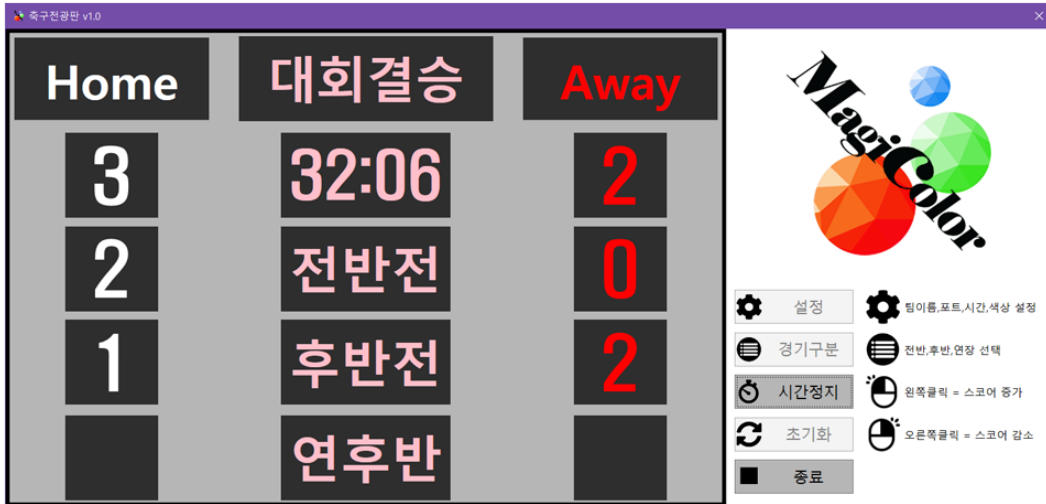 축구전광판 v1.0
Home 대회결승 Away
3 32:06 2
2 전반전 0
1 후반전 2
연후반
MagiColor
설정 팀이름,포트,시간,색상 설정
경기구분 전반,후반,연장 선택
시간정지 왼쪽클릭 = 스코어 증가
초기화 오른쪽클릭 = 스코어 감소
종료